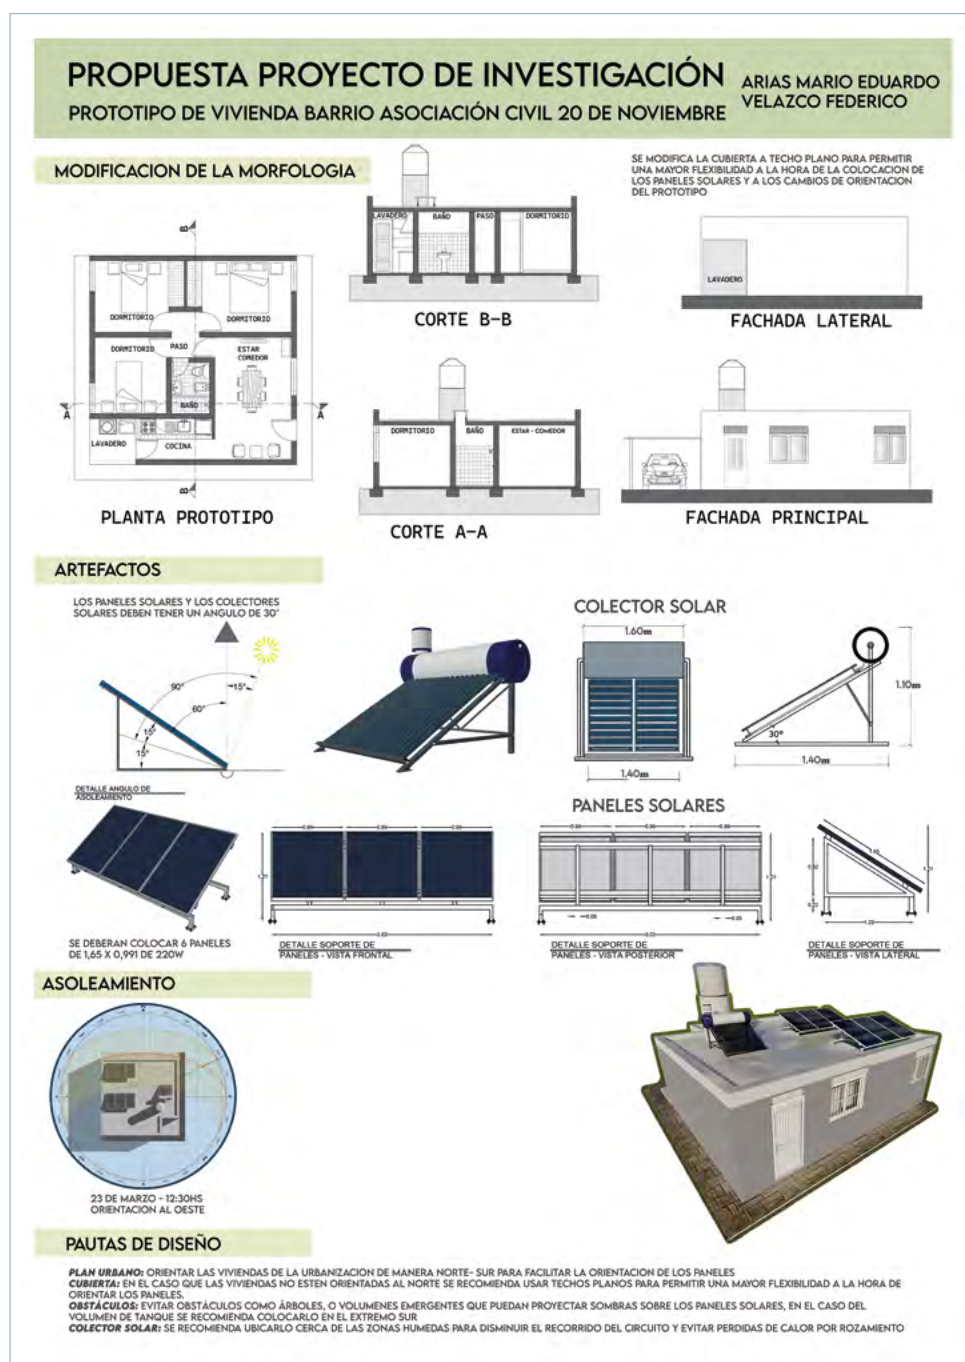 PROPUESTA PROYECTO DE INVESTIGACIÓN
PROTOTIPO DE VIVIENDA BARRIO ASOCIACIÓN CIVIL 20 DE NOVIEMBRE
ARIAS MARIO EDUARDO
VELAZCO FEDERICO
MODIFICACION DE LA MORFOLOGIA
SE MODIFICA LA CUBIERTA A TECHO PLANO PARA PERMITIR
UNA MAYOR FLEXIBILIDAD A LA HORA DE LA COLOCACION DE
LOS PANELES SOLARES Y A LOS CAMBIOS DE ORIENTACION
DEL PROTOTIPO
B
DORMITORIO
DORMITORIO
DORMITORIO
PASO
ESTAR
COMEDOR
BAÑO
A
A
LAVADERO
COCINA
B
PLANTA PROTOTIPO
LAVADERO
BAÑO
PASO
DORMITORIO
CORTE B-B
LAVADERO
FACHADA LATERAL
DORMITORIO
BAÑO
ESTAR - COMEDOR
CORTE A-A
FACHADA PRINCIPAL
ARTEFACTOS
LOS PANELES SOLARES Y LOS COLECTORES
SOLARES DEBEN TENER UN ANGULO DE 30°
90°
15°
60°
15°
15°
DETALLE ANGULO DE
ASOLEAMIENTO
COLECTOR SOLAR
1.60m
1.40m
30°
1.10m
1.40m
PANELES SOLARES
SE DEBERAN COLOCAR 6 PANELES
DE 1,65 X 0,991 DE 220W
DETALLE SOPORTE DE
PANELES - VISTA FRONTAL
0.05
0.05
DETALLE SOPORTE DE
PANELES - VISTA POSTERIOR
DETALLE SOPORTE DE
PANELES - VISTA LATERAL
ASOLEAMIENTO
23 DE MARZO - 12:30HS
ORIENTACION AL OESTE
PAUTAS DE DISEÑO
PLAN URBANO: ORIENTAR LAS VIVIENDAS DE LA URBANIZACION DE MANERA NORTE- SUR PARA FACILITAR LA ORIENTACION DE LOS PANELES
CUBIERTA: EN EL CASO QUE LAS VIVIENDAS NO ESTEN ORIENTADAS AL NORTE SE RECOMIENDA USAR TECHOS PLANOS PARA PERMITIR UNA MAYOR FLEXIBILIDAD A LA HORA DE
ORIENTAR LOS PANELES.
OBSTÁCULOS: EVITAR OBSTÁCULOS COMO ÁRBOLES, O VOLUMENES EMERGENTES QUE PUEDAN PROYECTAR SOMBRAS SOBRE LOS PANELES SOLARES, EN EL CASO DEL
VOLUMEN DE TANQUE SE RECOMIENDA COLOCARLO EN EL EXTREMO SUR
COLECTOR SOLAR: SE RECOMIENDA UBICARLO CERCA DE LAS ZONAS HUMEDAS PARA DISMINUIR EL RECORRIDO DEL CIRCUITO Y EVITAR PERDIDAS DE CALOR POR ROZAMIENTO